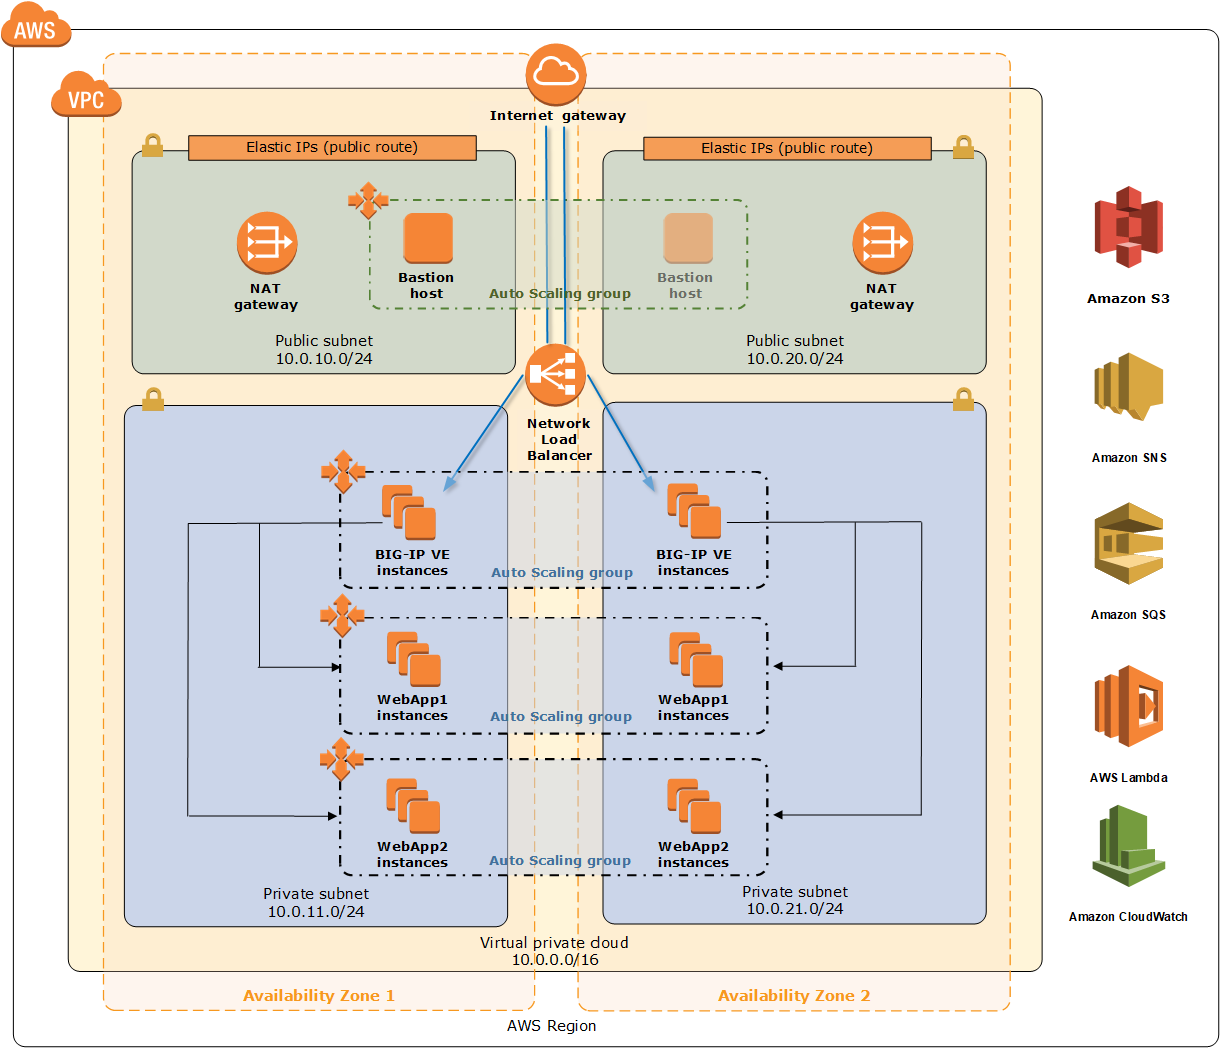 AWS
VPC
Internet gateway
Elastic IPs (public route)
Elastic IPs (public route)
NAT
gateway
Bastion
host
Auto Scaling group
Bastion
host
NAT
gateway
Public subnet
10.0.10.0/24
Public subnet
10.0.20.0/24
Network
Load
Balancer
BIG-IP VE
instances
Auto Scaling group
BIG-IP VE
instances
WebApp1
instances
Auto Scaling group
WebApp1
instances
WebApp2
instances
Auto Scaling group
WebApp2
instances
Private subnet
10.0.11.0/24
Private subnet
10.0.21.0/24
Virtual private cloud
10.0.0.0/16
Availability Zone 1
Availability Zone 2
AWS Region
Amazon S3
Amazon SNS
Amazon SQS
AWS Lambda
Amazon CloudWatch